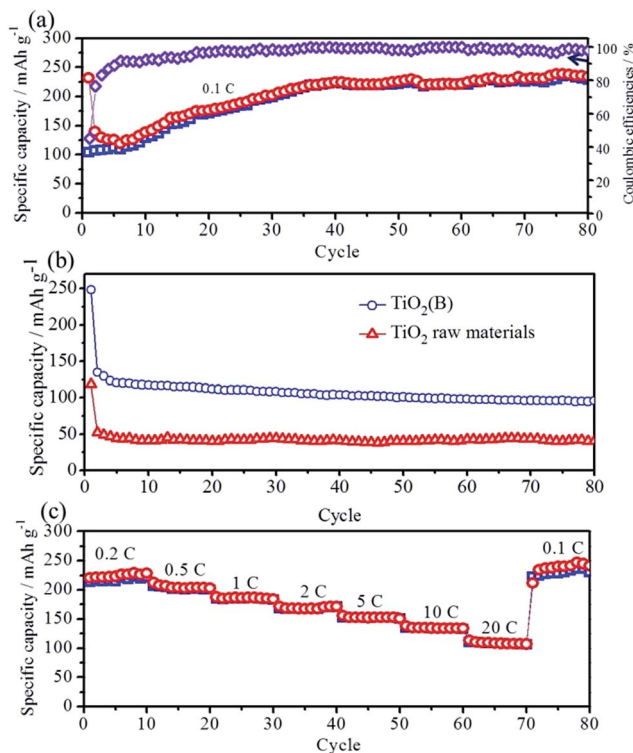 (a)
Specific capacity / mAh g⁻¹
300
250
200
150
100
50
0
0.1 C
100
80
60
40
20
0
Coulombic efficiencies / %
0 10 20 30 40 50 60 70 80
Cycle
(b)
Specific capacity / mAh g⁻¹
250
200
150
100
50
0
TiO₂(B)
TiO₂ raw materials
0 10 20 30 40 50 60 70 80
Cycle
(c)
Specific capacity / mAh g⁻¹
300
250
200
150
100
50
0
0.2 C
0.5 C
1 C
2 C
5 C
10 C
20 C
0.1 C
0 10 20 30 40 50 60 70 80
Cycle